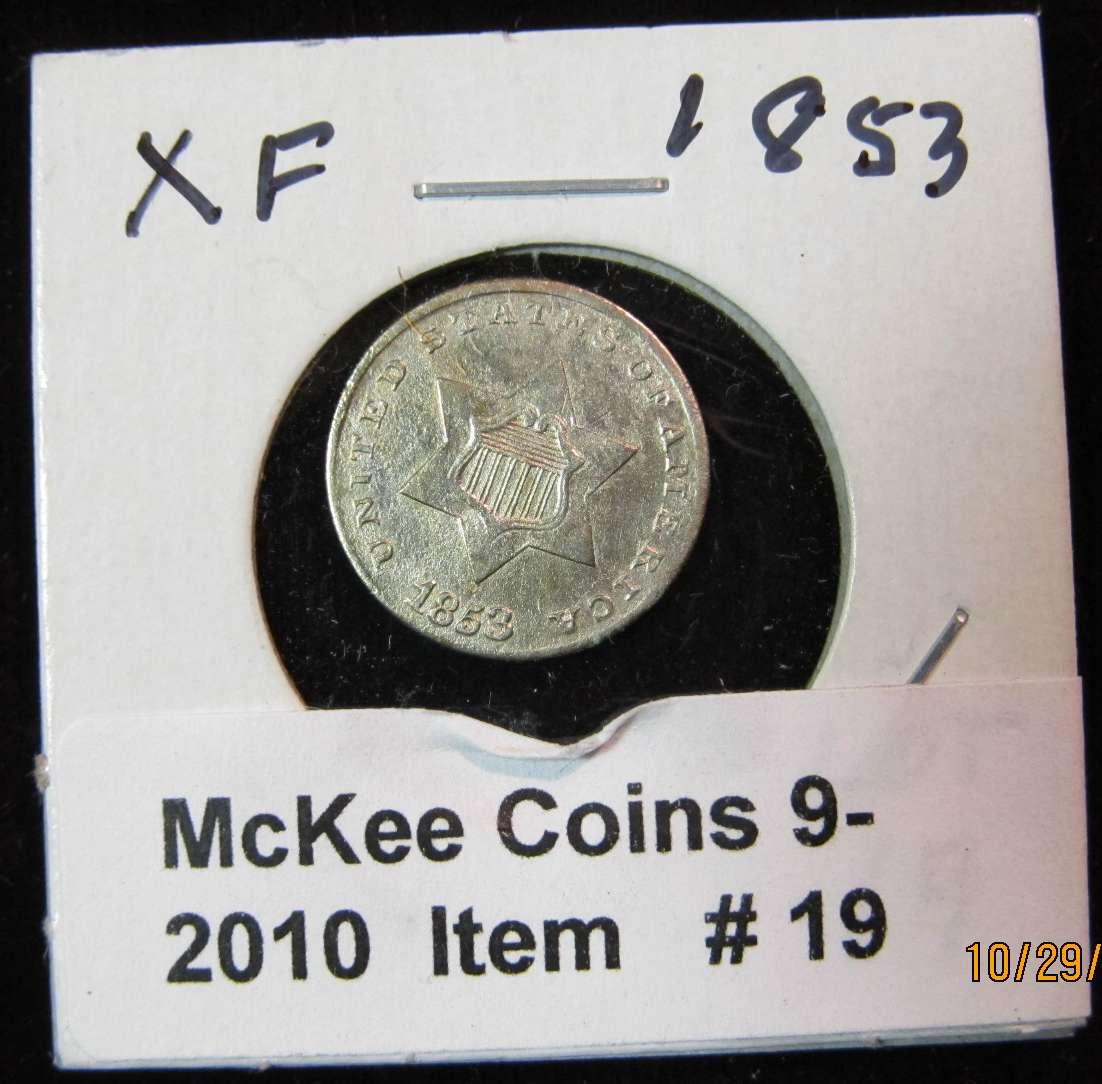 XF 1853
UNITED STATES OF AMERICA
1853
McKee Coins 9-
2010 Item # 19
10/29/